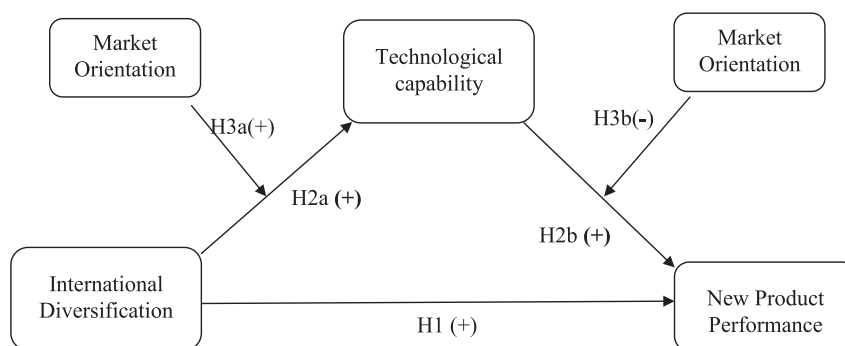 Market
Orientation
Technological
capability
Market
Orientation
H3a(+)
H3b(-)
H2a (+)
H2b (+)
International
Diversification
H1 (+)
New Product
Performance